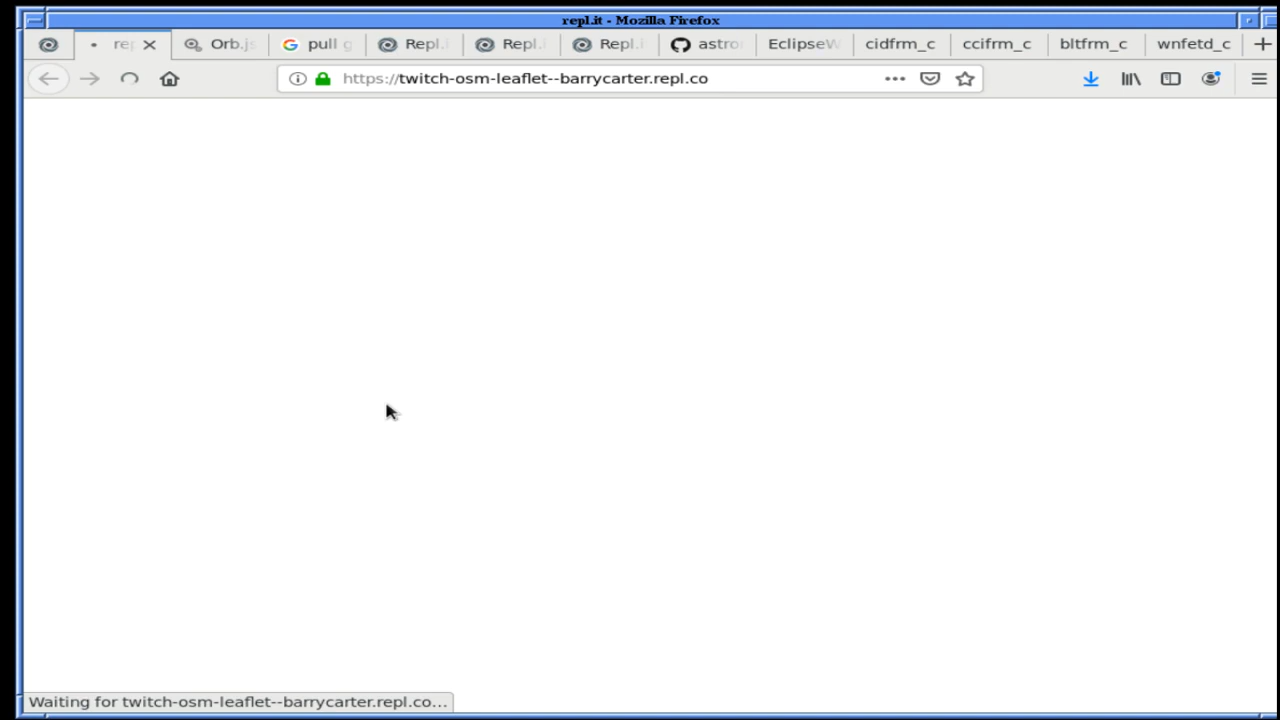 repl.it - Mozilla Firefox
rep Orb.js pull g Repl.i Repl.i Repl.i astro EclipseW cidfrm_c ccifrm_c bltfrm_c wnfetd_c
https://twitch-osm-leaflet--barrycarter.repl.co
Waiting for twitch-osm-leaflet--barrycarter.repl.co...